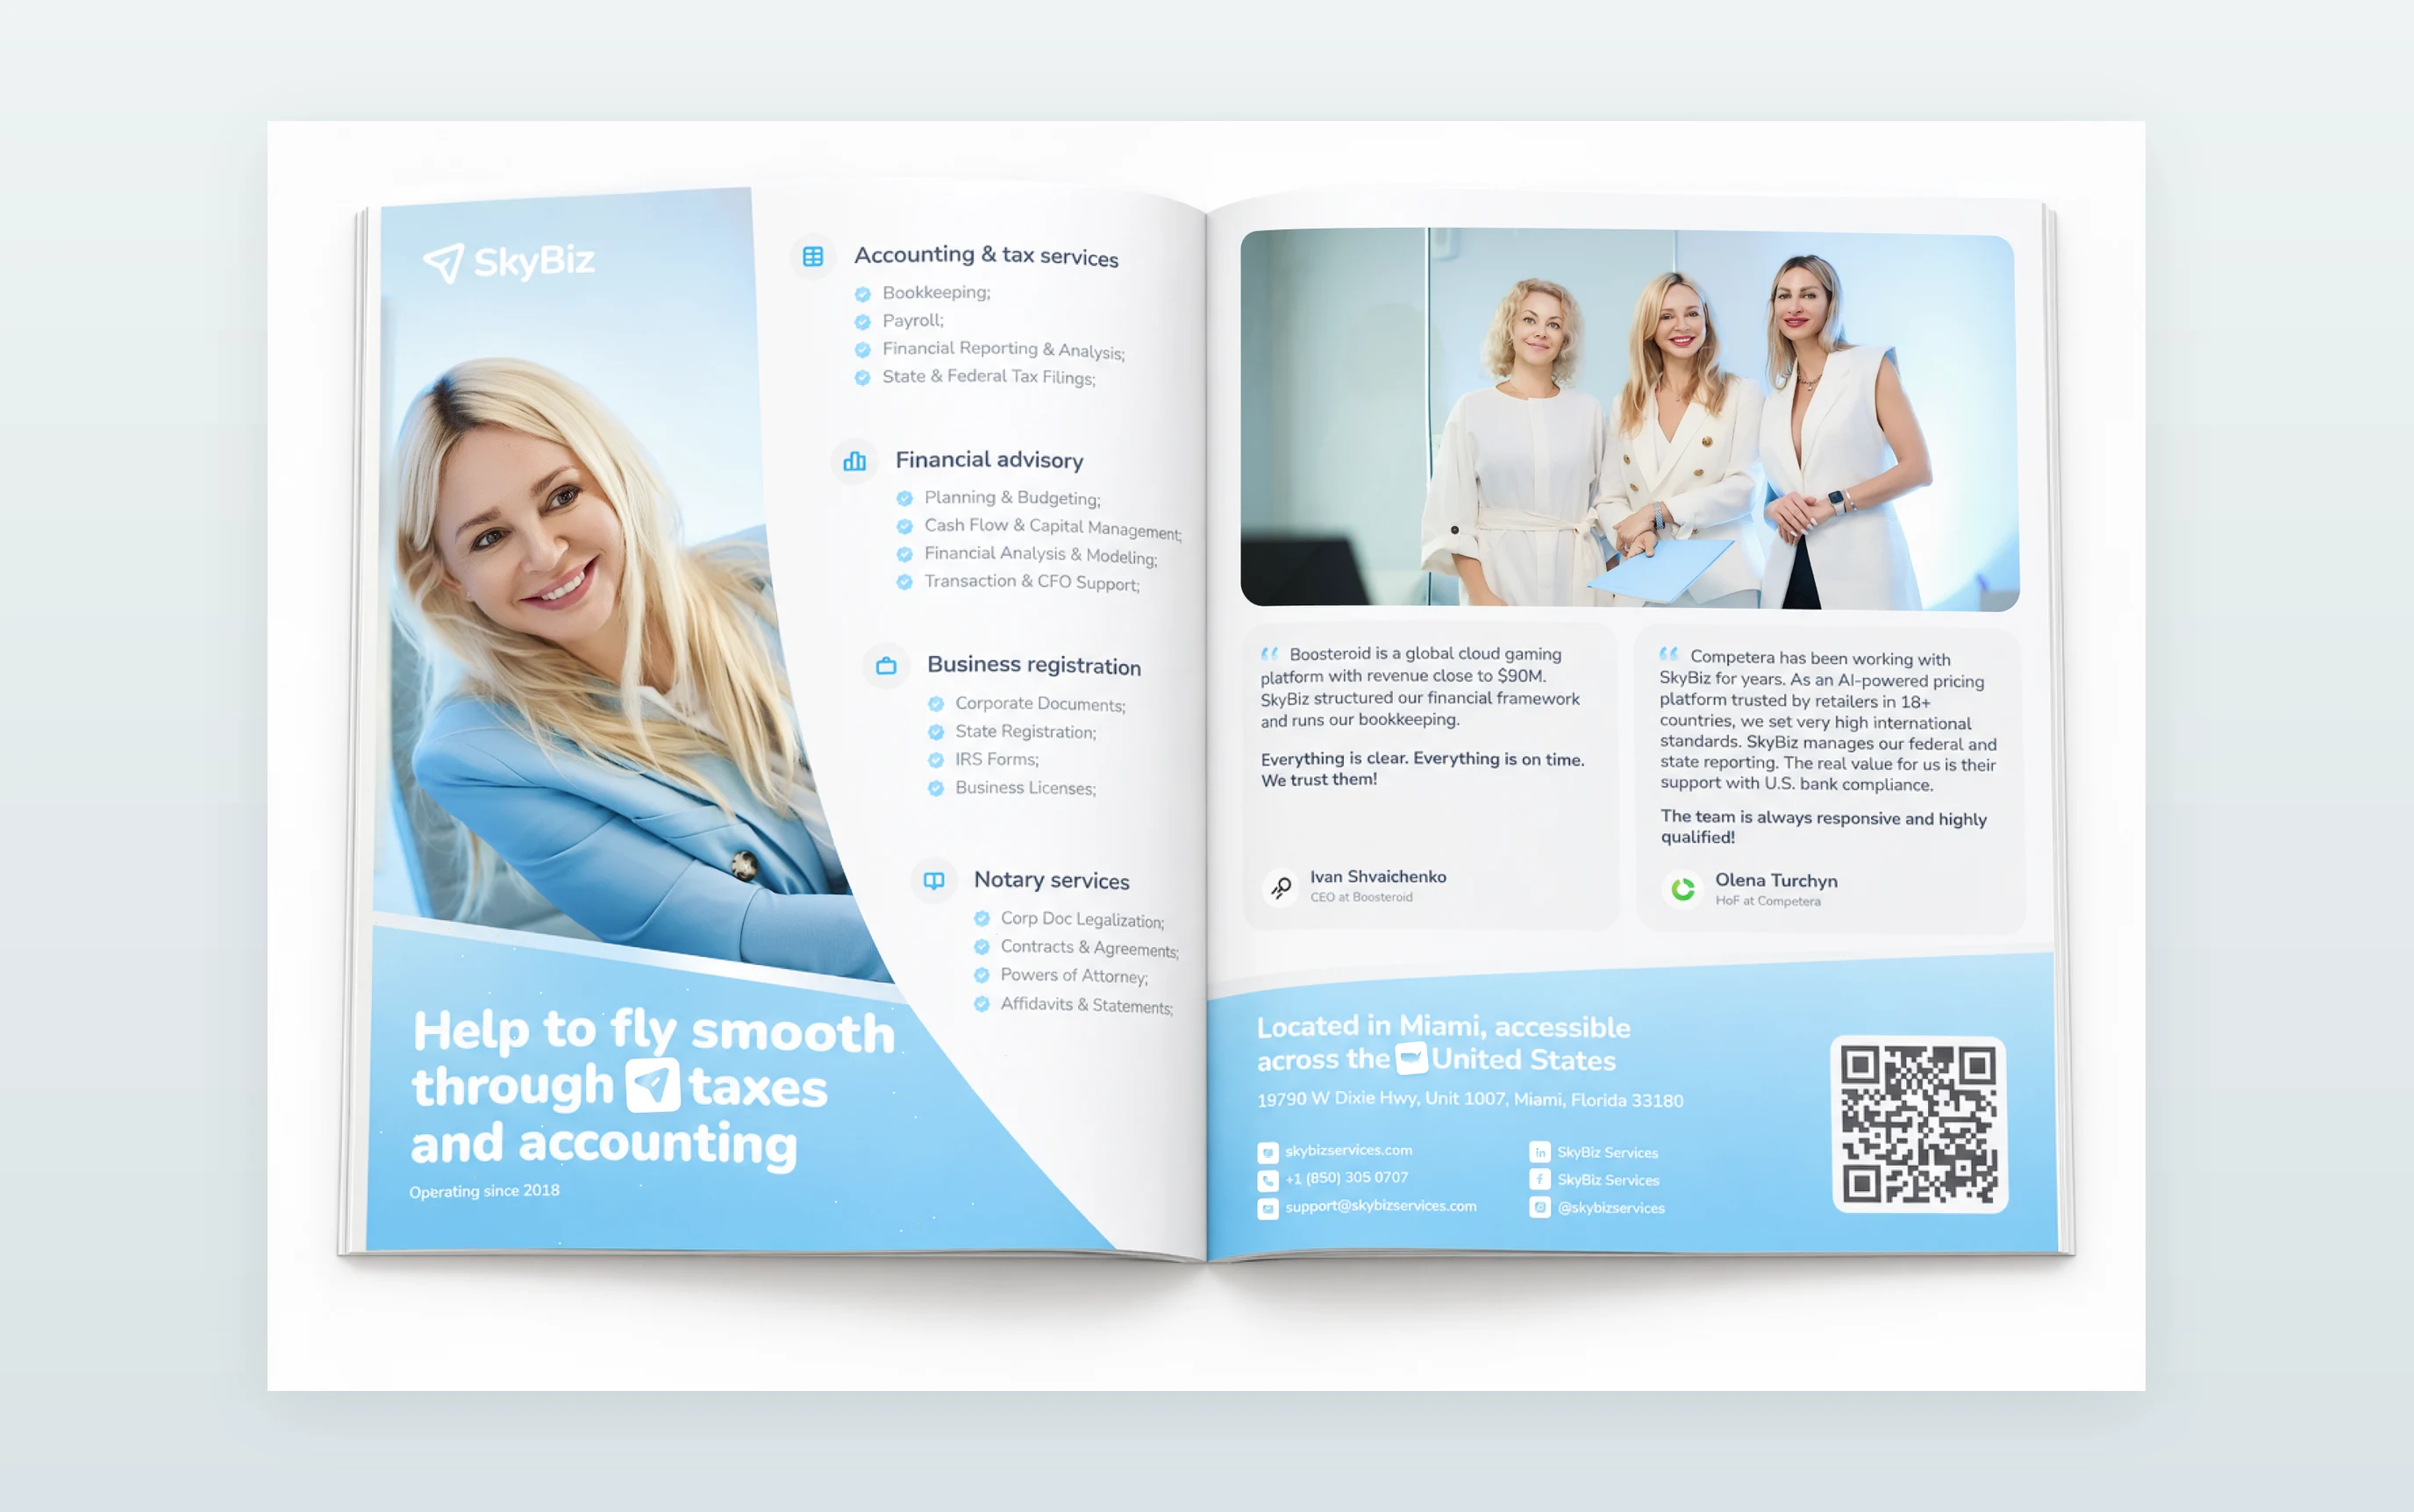 SkyBiz
Help to fly smooth
through taxes
and accounting
Operating since 2018
Accounting & tax services
Bookkeeping;
Payroll;
Financial Reporting & Analysis;
State & Federal Tax Filings;
Financial advisory
Planning & Budgeting;
Cash Flow & Capital Management;
Financial Analysis & Modeling;
Transaction & CFO Support;
Business registration
Corporate Documents;
State Registration;
IRS Forms;
Business Licenses;
Notary services
Corp Doc Legalization;
Contracts & Agreements;
Powers of Attorney;
Affidavits & Statements;
“ Boosteroid is a global cloud gaming
platform with revenue close to $90M.
SkyBiz structured our financial framework
and runs our bookkeeping.
Everything is clear. Everything is on time.
We trust them!
Ivan Shvaichenko
CEO at Boosteroid
“ Competera has been working with
SkyBiz for years. As an AI-powered pricing
platform trusted by retailers in 18+
countries, we set very high international
standards. SkyBiz manages our federal and
state reporting. The real value for us is their
support with U.S. bank compliance.
The team is always responsive and highly
qualified!
Olena Turchyn
HoF at Competera
Located in Miami, accessible
across the United States
19790 W Dixie Hwy, Unit 1007, Miami, Florida 33180
skybizservices.com
+1 (850) 305 0707
support@skybizservices.com
in SkyBiz Services
f SkyBiz Services
@skybizservices